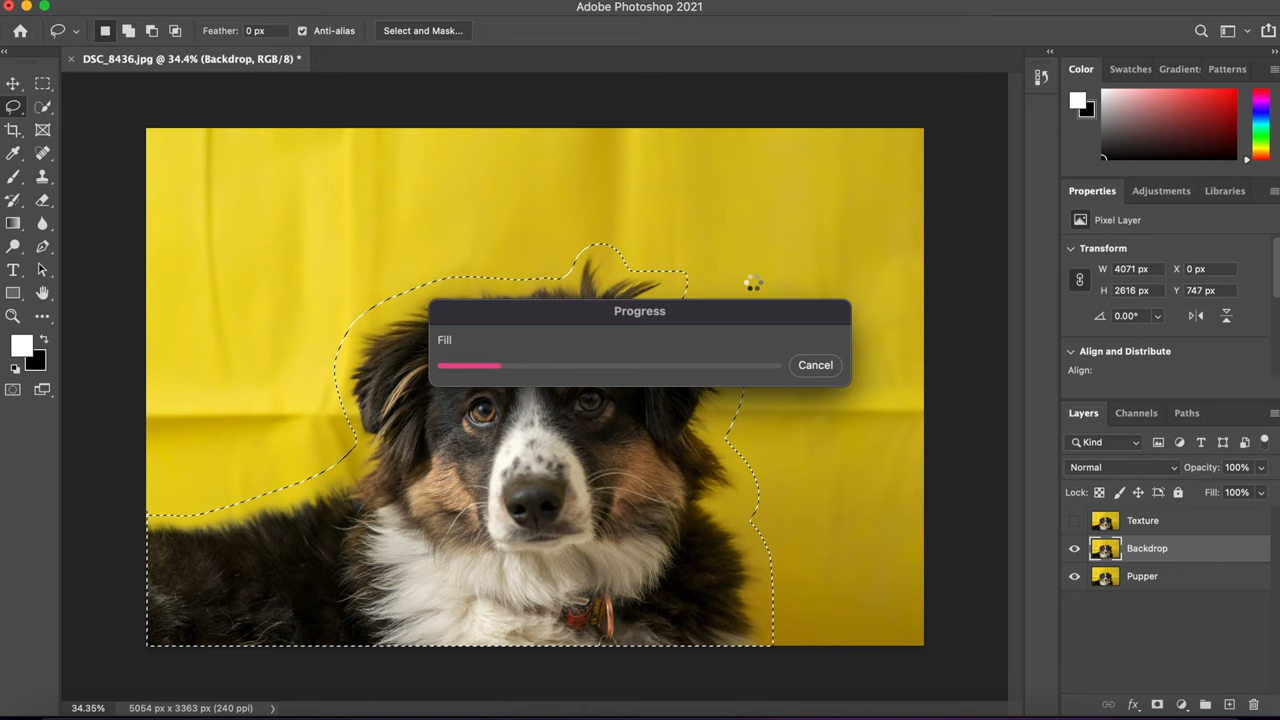 Adobe Photoshop 2021
Feather: 0 px Anti-alias Select and Mask...
DSC_8436.jpg @ 34.4% (Backdrop, RGB/8) *
Color Swatches Gradient: Patterns
Properties Adjustments Libraries
Pixel Layer
Transform
W 4071 px X 0 px
H 2616 px Y 747 px
0.00°
Align and Distribute
Align:
Progress
Fill
Cancel
Layers Channels Paths
Kind
Normal Opacity: 100%
Lock: Fill: 100%
Texture
Backdrop
Pupper
34.35% 5054 px x 3363 px (240 ppi)